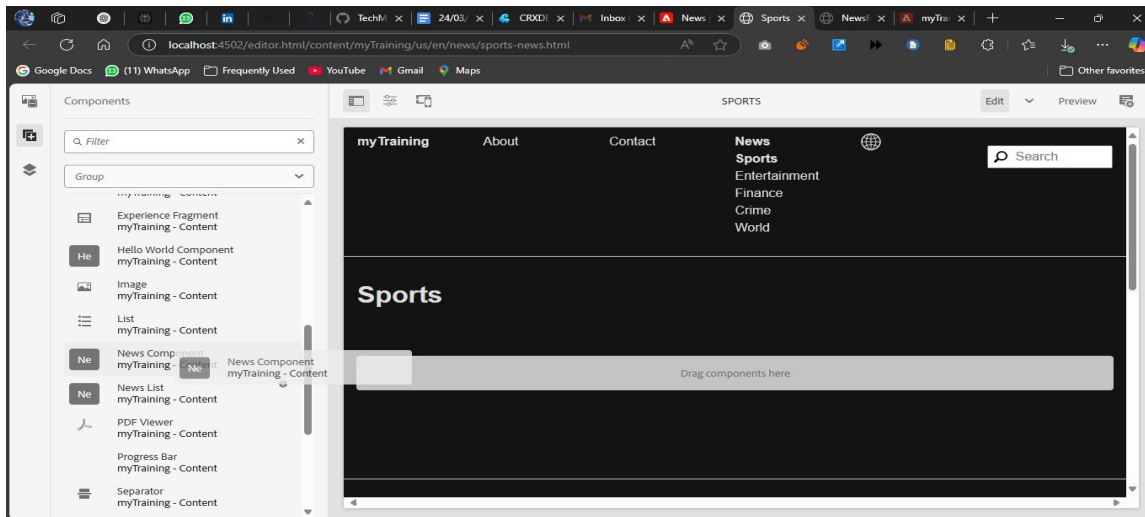 TechM
24/03/
CRXDE
Inbox
News
Sports
News
myTrai
localhost:4502/editor.html/content/myTraining/us/en/news/sports-news.html
Google Docs
(11) WhatsApp
Frequently Used
YouTube
Gmail
Maps
Other favorites
Components
SPORTS
Edit
Preview
Filter
Group
myTraining - Content
Experience Fragment
myTraining - Content
He
Hello World Component
myTraining - Content
Image
myTraining - Content
List
myTraining - Content
Ne
News Component
myTraining - Content
Ne
News Component
myTraining - Content
Ne
News List
myTraining - Content
PDF Viewer
myTraining - Content
Progress Bar
myTraining - Content
Separator
myTraining - Content
myTraining
About
Contact
News
Sports
Entertainment
Finance
Crime
World
Search
Sports
Drag components here